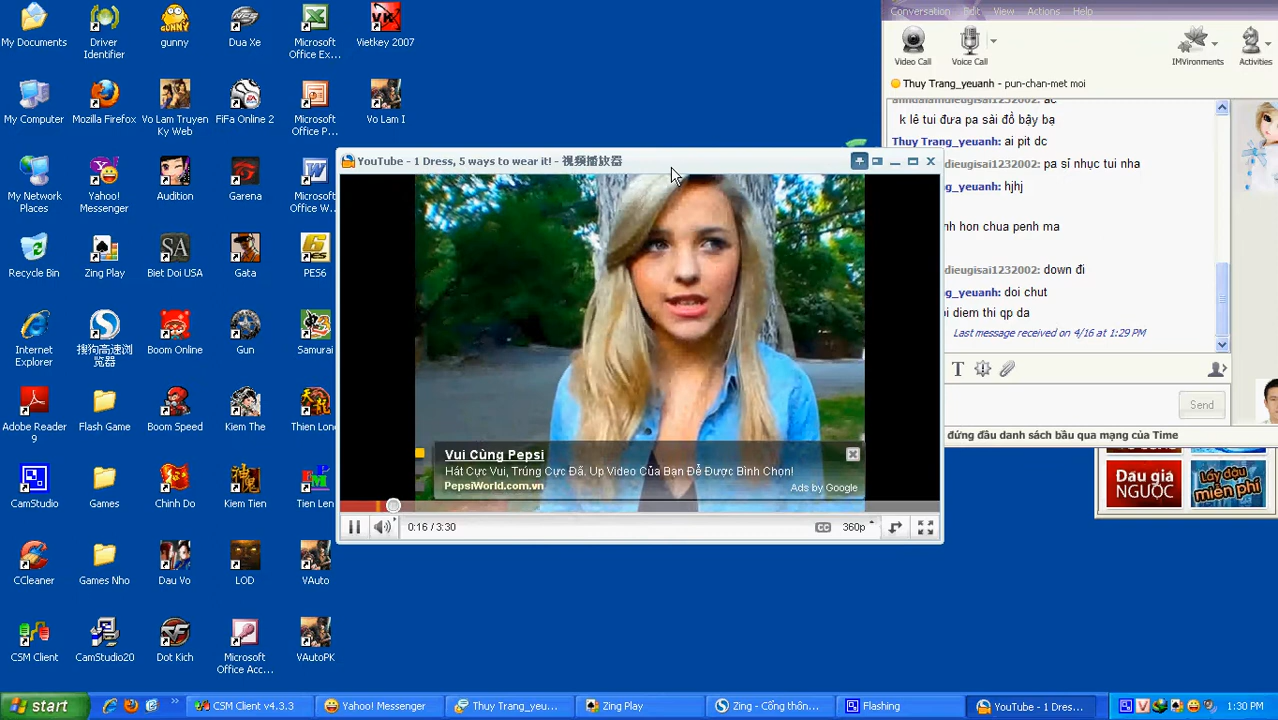 My Documents
Driver Identifier
gunny
Dua Xe
Microsoft Office Ex...
Vietkey 2007
My Computer
Mozilla Firefox
Vo Lam Truyen Ky Web
FiFa Online 2
Microsoft Office P...
Vo Lam I
My Network Places
Yahoo! Messenger
Audition
Garena
Microsoft Office W...
Recycle Bin
Zing Play
Biet Doi USA
Gata
PES6
Internet Explorer
搜狗高速浏览器
Boom Online
Gun
Samurai
Adobe Reader 9
Flash Game
Boom Speed
Kiem The
Thien Lon
CamStudio
Games
Chinh Do
Kiem Tien
Tien Len
CCleaner
Games Nho
Dau Vo
LOD
VAuto
CSM Client
CamStudio20
Dot Kich
Microsoft Office Acc...
VAutoPK
Conversation Edit View Actions Help
Video Call
Voice Call
IMVironments
Activities
Thuy Trang_yeuanh - pun-chan-met moi
k lẽ tui đưa pa sài đồ bậy bạ
Thuy Trang_yeuanh: ai pit dc
dieugisai1232002: pa sĩ nhục tui nha
g_yeuanh: hjhj
nh hon chua penh ma
dieugisai1232002: down đi
ng_yeuanh: doi chut
i diem thi qp da
Last message received on 4/16 at 1:29 PM
Send
đứng đầu danh sách bầu qua mạng của Time
Đấu giá NGƯỢC
Lấy dấu miễn phí
YouTube - 1 Dress, 5 ways to wear it! - 視頻播放器
Vui Cùng Pepsi
Hát Cực Vui, Trúng Cực Đã. Up Video Của Bạn Để Được Bình Chọn!
PepsiWorld.com.vn
Ads by Google
0:16 / 3:30
CC
360p
start
CSM Client v4.3.3
Yahoo! Messenger
Thuy Trang_yeu...
Zing Play
Zing - Cổng thôn...
Flashing
YouTube - 1 Dres...
1:30 PM